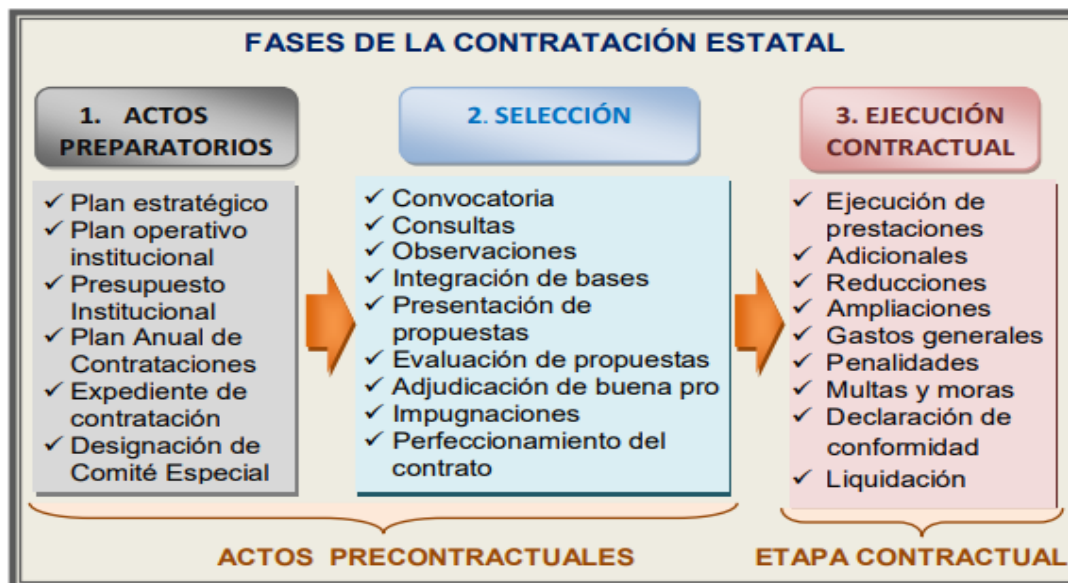 FASES DE LA CONTRATACIÓN ESTATAL
1. ACTOS
PREPARATORIOS
✓ Plan estratégico
✓ Plan operativo
institucional
✓ Presupuesto
Institucional
✓ Plan Anual de
Contrataciones
✓ Expediente de
contratación
✓ Designación de
Comité Especial
2. SELECCIÓN
✓ Convocatoria
✓ Consultas
✓ Observaciones
✓ Integración de bases
✓ Presentación de
propuestas
✓ Evaluación de propuestas
✓ Adjudicación de buena pro
✓ Impugnaciones
✓ Perfeccionamiento del
contrato
3. EJECUCIÓN
CONTRACTUAL
✓ Ejecución de
prestaciones
✓ Adicionales
✓ Reducciones
✓ Ampliaciones
✓ Gastos generales
✓ Penalidades
✓ Multas y moras
✓ Declaración de
conformidad
✓ Liquidación
ACTOS PRECONTRACTUALES
ETAPA CONTRACTUAL